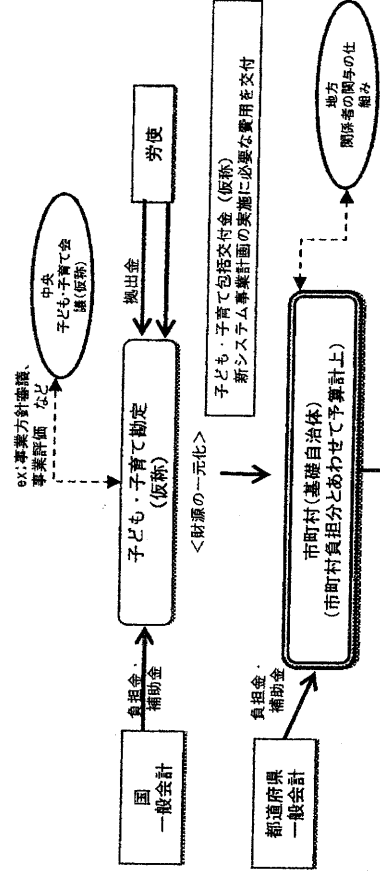 ex:事業方針審議、
事業評価 など
中央
子ども・子育て会
議(仮称)
国
一般会計
負担金・
補助金
子ども・子育て勘定
(仮称)
拠出金
労使
<財源の一元化>
子ども・子育て包括交付金(仮称)
新システム事業計画の実施に必要な費用を交付
都道府県
一般会計
負担金・
補助金
市町村(基礎自治体)
(市町村負担分とあわせて予算計上)
地方
関係者の関与の仕
組み